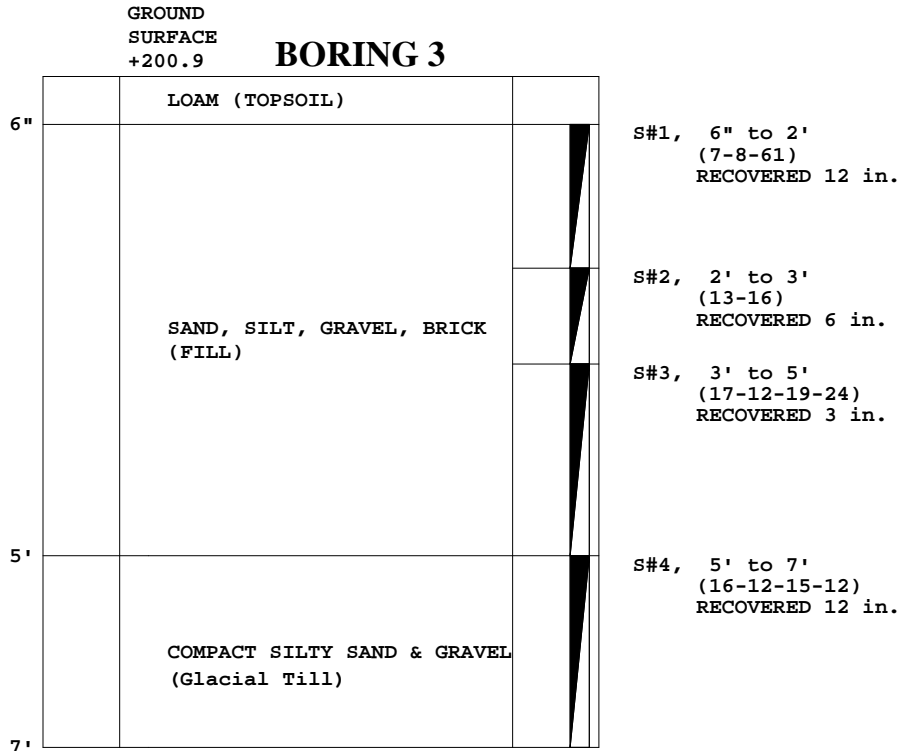 GROUND
SURFACE
+200.9
BORING 3
LOAM (TOPSOIL)
6"
S#1, 6" to 2'
(7-8-61)
RECOVERED 12 in.
S#2, 2' to 3'
(13-16)
RECOVERED 6 in.
SAND, SILT, GRAVEL, BRICK
(FILL)
S#3, 3' to 5'
(17-12-19-24)
RECOVERED 3 in.
5'
S#4, 5' to 7'
(16-12-15-12)
RECOVERED 12 in.
COMPACT SILTY SAND & GRAVEL
(Glacial Till)
7'